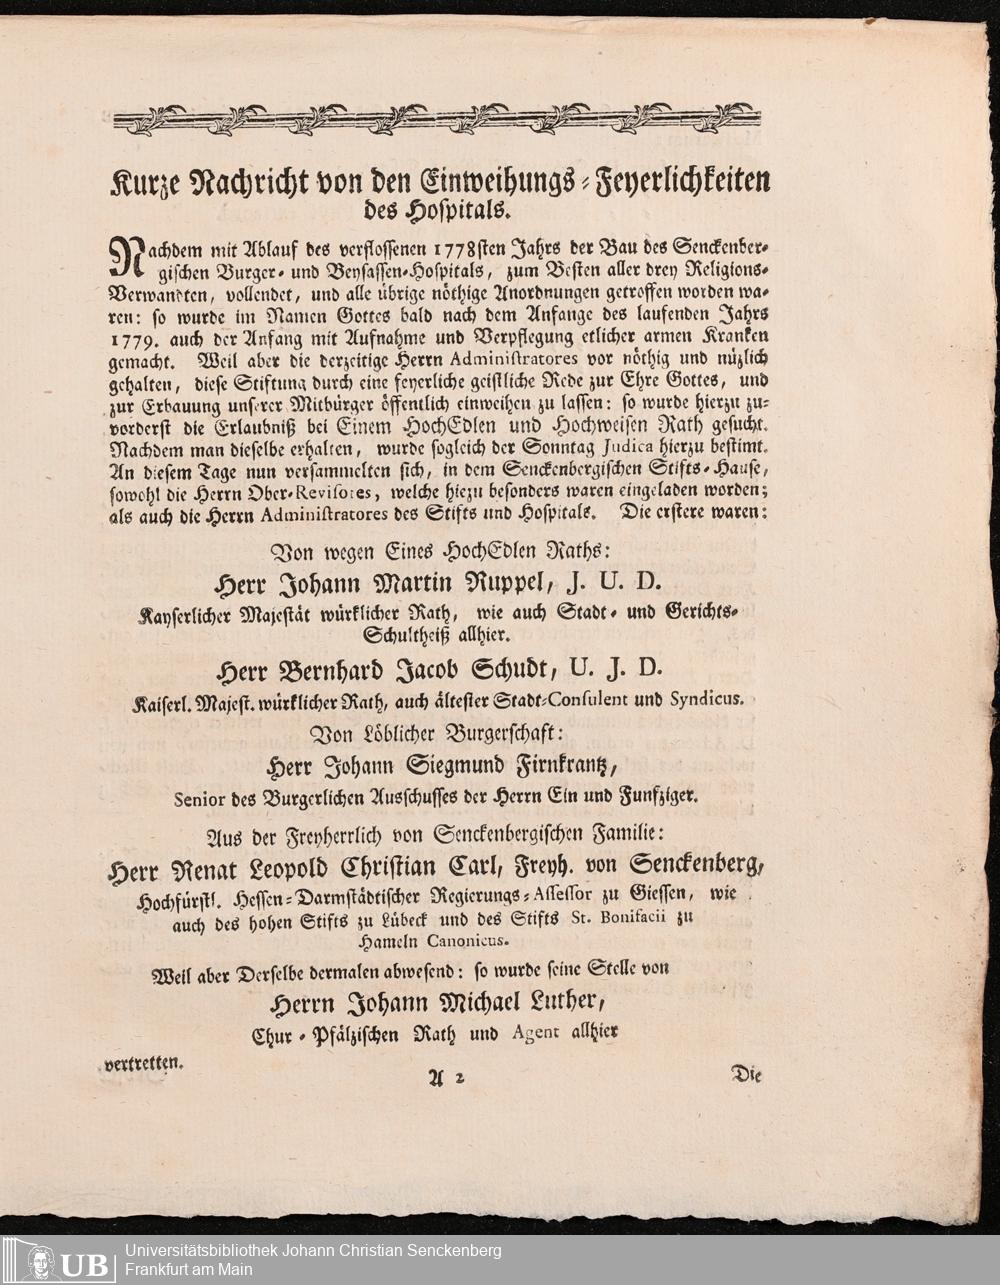 Kurze Nachricht von den Einweihungs-Feyerlichkeiten
des Hospitals.
Nachdem mit Ablauf des verflossenen 1778sten Jahrs der Bau des Senckenber-
gischen Burger- und Beysassen-Hospitals, zum Besten aller drey Religions-
Verwandten, vollendet, und alle übrige nöthige Anordnungen getroffen worden wa-
ren: so wurde im Namen Gottes bald nach dem Anfange des laufenden Jahrs
1779. auch der Anfang mit Aufnahme und Verpflegung etlicher armen Kranken
gemacht. Weil aber die derzeitige Herrn Administratores vor nöthig und nüzlich
gehalten, diese Stiftung durch eine feyerliche geistliche Rede zur Ehre Gottes, und
zur Erbauung unserer Mitbürger öffentlich einweihen zu lassen: so wurde hierzu zu-
vorderst die Erlaubniß bei Einem HochEdlen und Hochweisen Rath gesucht.
Nachdem man dieselbe erhalten, wurde sogleich der Sonntag Judica hierzu bestimt.
An diesem Tage nun versammelten sich, in dem Senckenbergischen Stifts-Hause,
sowohl die Herrn Ober-Revisores, welche hiezu besonders waren eingeladen worden;
als auch die Herrn Administratores des Stifts und Hospitals. Die erstere waren:
Von wegen Eines HochEdlen Raths:
Herr Johann Martin Ruppel, J. U. D.
Kayserlicher Majestät würklicher Rath, wie auch Stadt- und Gerichts-
Schultheiß allhier.
Herr Bernhard Jacob Schudt, U. J. D.
Kaiserl. Majest. würklicher Rath, auch ältester Stadt-Consulent und Syndicus.
Von Löblicher Burgerschaft:
Herr Johann Siegmund Firnkrantz,
Senior des Burgerlichen Ausschusses der Herrn Ein und Funfziger.
Aus der Freyherrlich von Senckenbergischen Familie:
Herr Renat Leopold Christian Carl, Freyh. von Senckenberg,
Hochfürstl. Hessen-Darmstädtischer Regierungs-Assessor zu Giessen, wie
auch des hohen Stifts zu Lübeck und des Stifts St. Bonifacii zu
Hameln Canonicus.
Weil aber Derselbe dermalen abwesend: so wurde seine Stelle von
Herrn Johann Michael Luther,
Chur-Pfälzischen Rath und Agent allhier
vertretten.
A 2 Die
UB Universitätsbibliothek Johann Christian Senckenberg
Frankfurt am Main